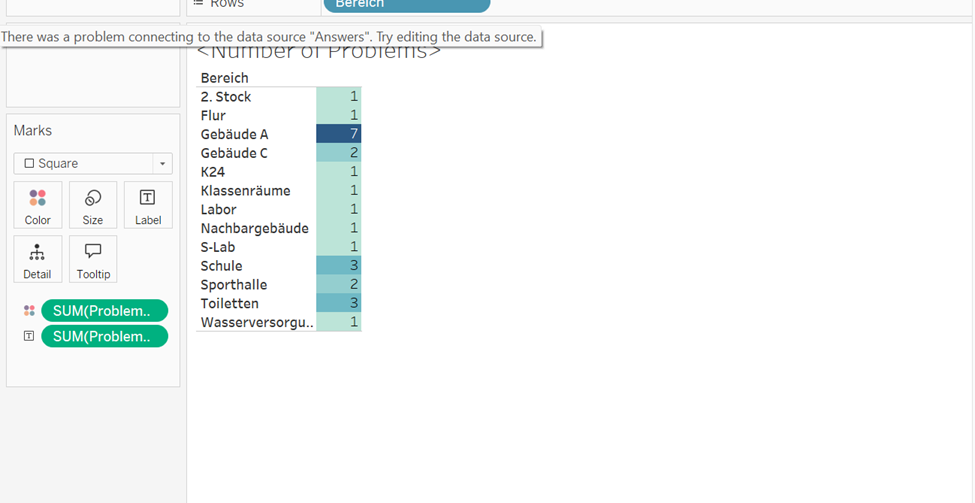 Rows
Bereich
There was a problem connecting to the data source "Answers". Try editing the data source.
<Number of Problems>
Bereich
2. Stock 1
Flur 1
Gebäude A 7
Gebäude C 2
K24 1
Klassenräume 1
Labor 1
Nachbargebäude 1
S-Lab 1
Schule 3
Sporthalle 2
Toiletten 3
Wasserversorgu.. 1
Marks
Square
Color Size Label
Detail Tooltip
SUM(Problem..
SUM(Problem..